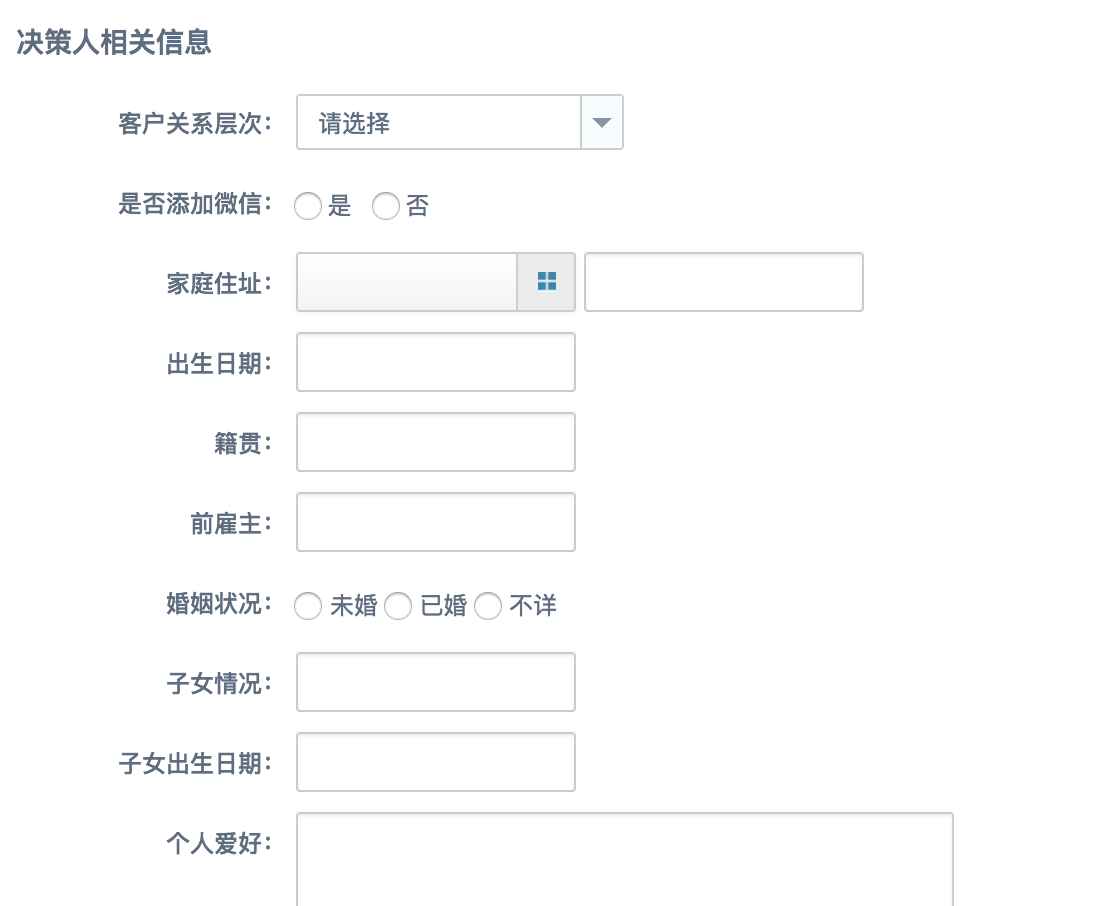 决策人相关信息
客户关系层次： 请选择
是否添加微信： 是 否
家庭住址：
出生日期：
籍贯：
前雇主：
婚姻状况： 未婚 已婚 不详
子女情况：
子女出生日期：
个人爱好：